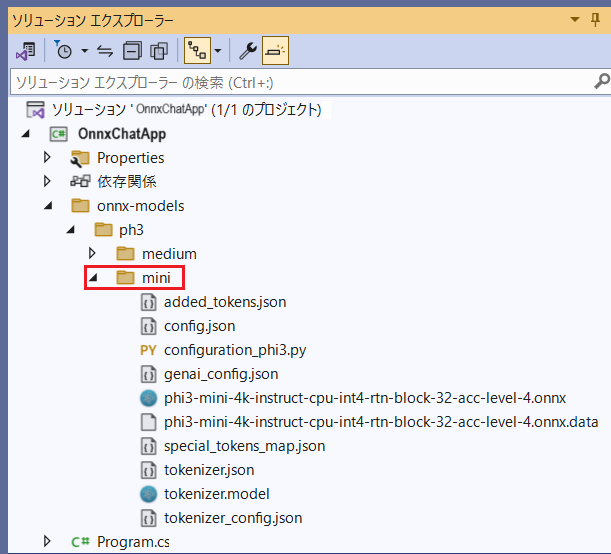 ソリューション エクスプローラー
ソリューション エクスプローラー の検索 (Ctrl+:)
ソリューション 'OnnxChatApp' (1/1 のプロジェクト)
C# OnnxChatApp
Properties
依存関係
onnx-models
ph3
medium
mini
added_tokens.json
config.json
PY configuration_phi3.py
genai_config.json
phi3-mini-4k-instruct-cpu-int4-rtn-block-32-acc-level-4.onnx
phi3-mini-4k-instruct-cpu-int4-rtn-block-32-acc-level-4.onnx.data
special_tokens_map.json
tokenizer.json
tokenizer.model
tokenizer_config.json
C# Program.cs